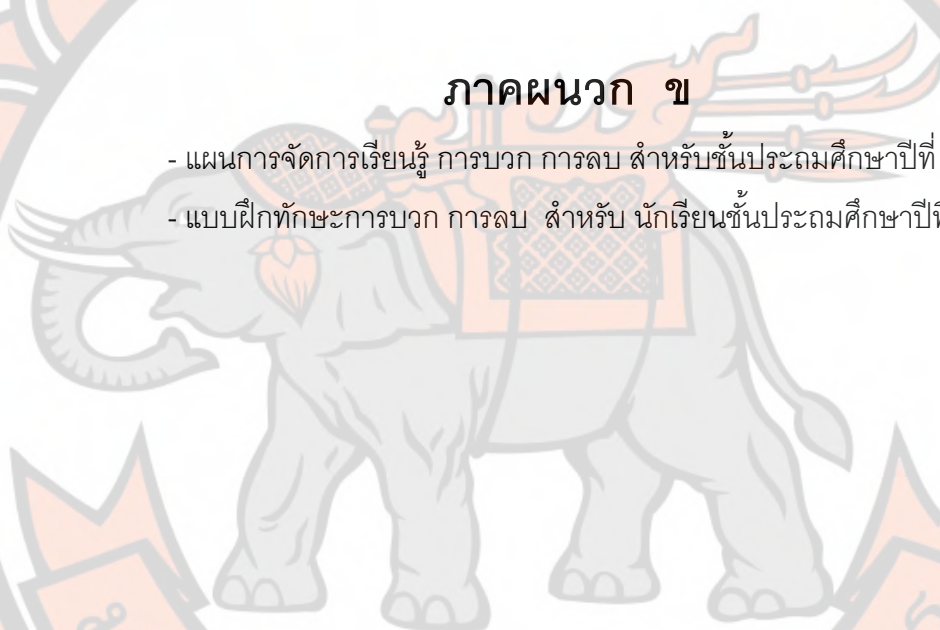 ภาคผนวก ข
- แผนการจัดการเรียนรู้ การบวก การลบ สำหรับชั้นประถมศึกษาปีที่
- แบบฝึกทักษะการบวก การลบ สำหรับ นักเรียนชั้นประถมศึกษาปีที่